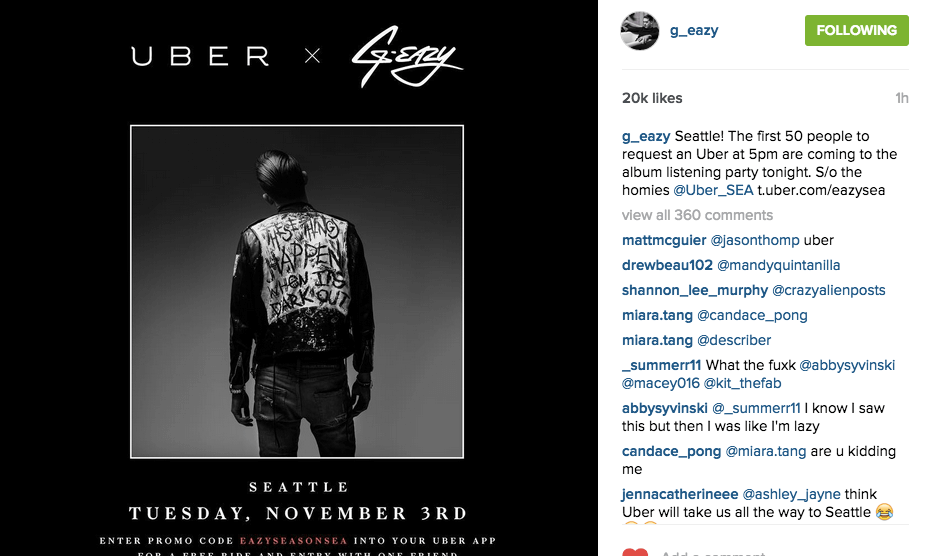 UBER × G-EAZY
THESE THINGS
HAPPEN
WHEN IT'S
DARK OUT
SEATTLE
TUESDAY, NOVEMBER 3RD
ENTER PROMO CODE EAZYSEASONSEA INTO YOUR UBER APP
FOR A FREE RIDE AND ENTRY WITH ONE FRIEND
g_eazy
FOLLOWING
20k likes
1h
g_eazy Seattle! The first 50 people to
request an Uber at 5pm are coming to the
album listening party tonight. S/o the
homies @Uber_SEA t.uber.com/eazysea
view all 360 comments
mattmcguier @jasonthomp uber
drewbeau102 @mandyquintanilla
shannon_lee_murphy @crazyalienposts
miara.tang @candace_pong
miara.tang @describer
_summerr11 What the fuxk @abbysyvinski
@macey016 @kit_thefab
abbysyvinski @_summerr11 I know I saw
this but then I was like I'm lazy
candace_pong @miara.tang are u kidding
me
jennacatherineee @ashley_jayne think
Uber will take us all the way to Seattle 😂
Add a comment